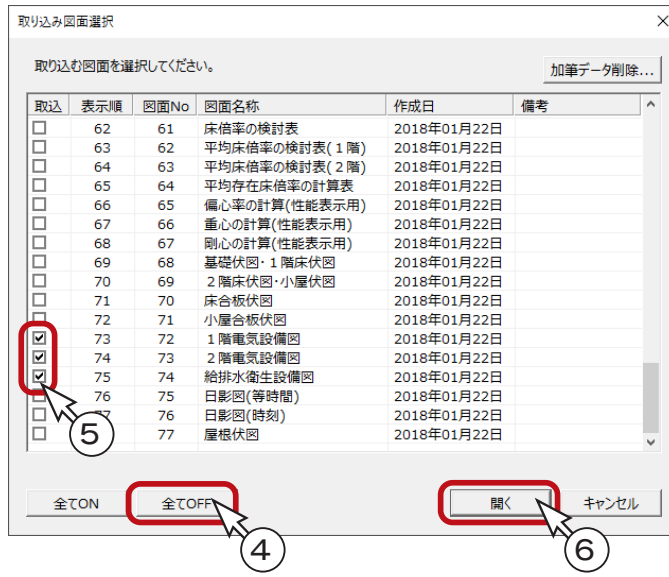 取り込み図面選択
取り込む図面を選択してください。
加筆データ削除...
取込 表示順 図面No 図面名称 作成日 備考
62 61 床倍率の検討表 2018年01月22日
63 62 平均床倍率の検討表(１階) 2018年01月22日
64 63 平均床倍率の検討表(２階) 2018年01月22日
65 64 平均存在床倍率の計算表 2018年01月22日
66 65 偏心率の計算(性能表示用) 2018年01月22日
67 66 重心の計算(性能表示用) 2018年01月22日
68 67 剛心の計算(性能表示用) 2018年01月22日
69 68 基礎伏図･１階床伏図 2018年01月22日
70 69 ２階床伏図･小屋伏図 2018年01月22日
71 70 床合板伏図 2018年01月22日
72 71 小屋合板伏図 2018年01月22日
73 72 １階電気設備図 2018年01月22日
74 73 ２階電気設備図 2018年01月22日
75 74 給排水衛生設備図 2018年01月22日
76 75 日影図(等時間) 2018年01月22日
76 日影図(時刻) 2018年01月22日
77 屋根伏図 2018年01月22日
5
全てON 全てOFF 開く キャンセル
4 6